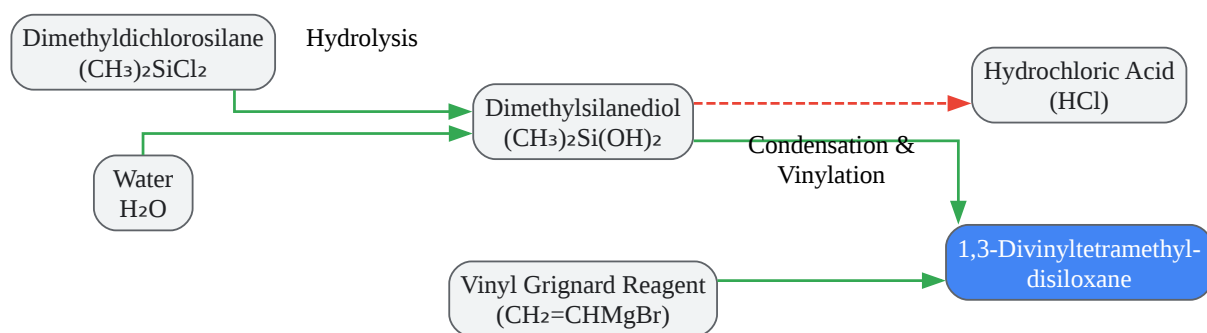 Dimethyldichlorosilane
(CH₃)₂SiCl₂
Hydrolysis
Hydrochloric Acid
(HCl)
Dimethylsilanediol
(CH₃)₂Si(OH)₂
Condensation &
Vinylation
Water
H₂O
1,3-Divinyltetramethyl-
disiloxane
Vinyl Grignard Reagent
(CH₂=CHMgBr)